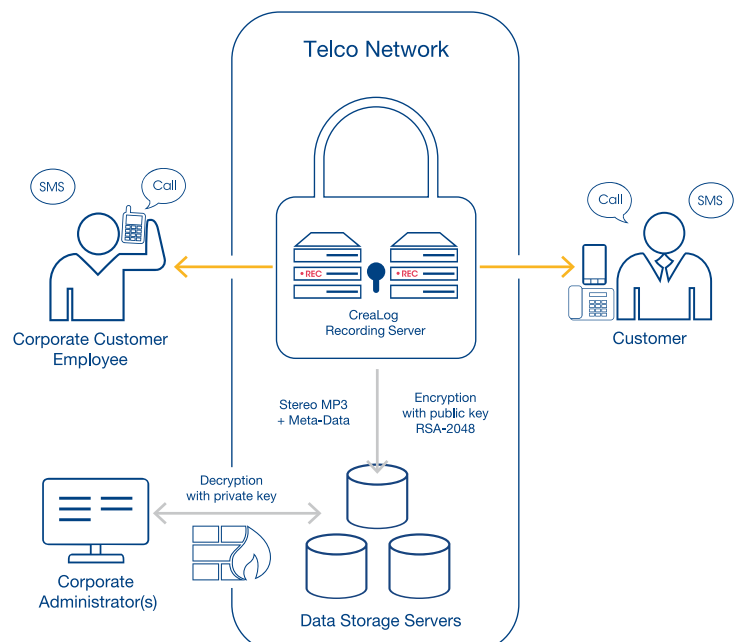 Telco Network
SMS
Call
Call
SMS
REC
REC
CreaLog
Recording Server
Corporate Customer
Employee
Customer
Stereo MP3
+ Meta-Data
Encryption
with public key
RSA-2048
Decryption
with private key
Corporate
Administrator(s)
Data Storage Servers